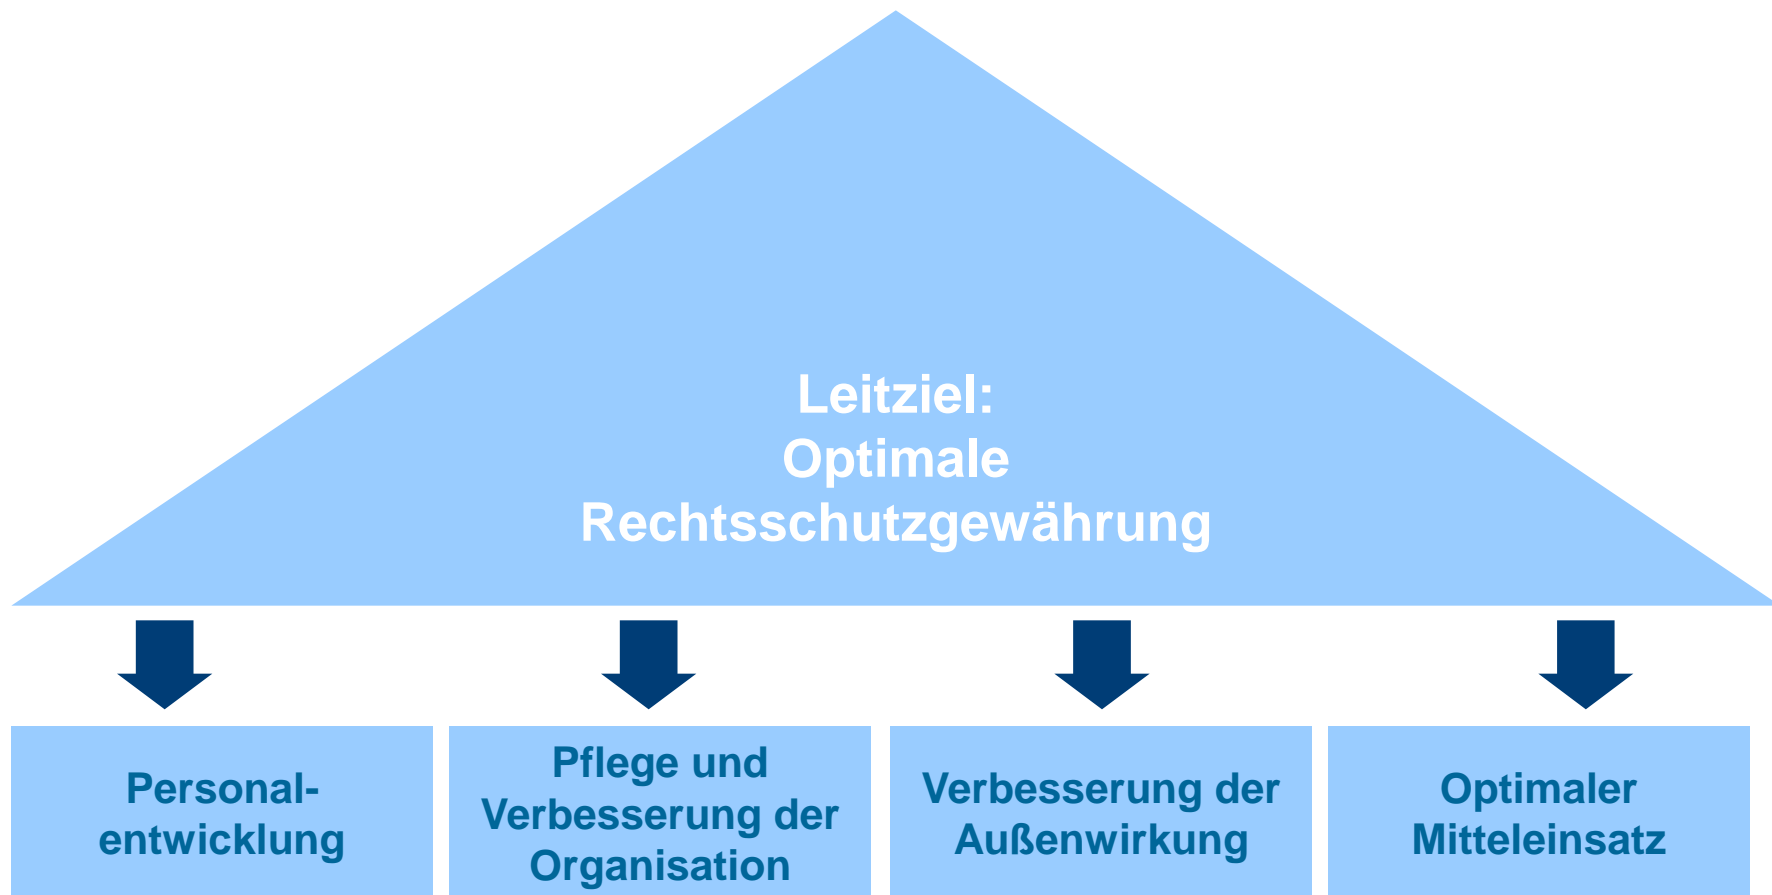 Leitziel:
Optimale
Rechtsschutzgewährung
Personal-
entwicklung
Pflege und
Verbesserung der
Organisation
Verbesserung der
Außenwirkung
Optimaler
Mitteleinsatz